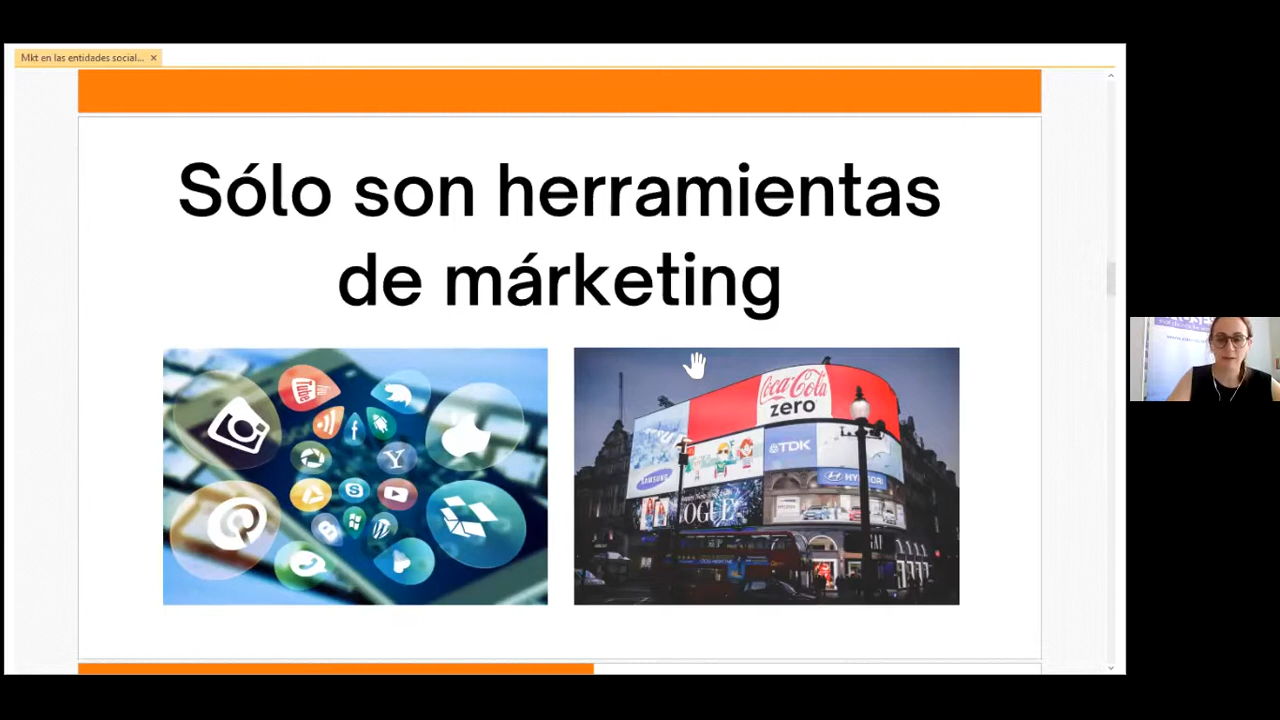 Mkt en las entidades social... ×
Sólo son herramientas
de márketing
Coca-Cola
zero
TDK
SAMSUNG
HYUNDAI
VOGUE